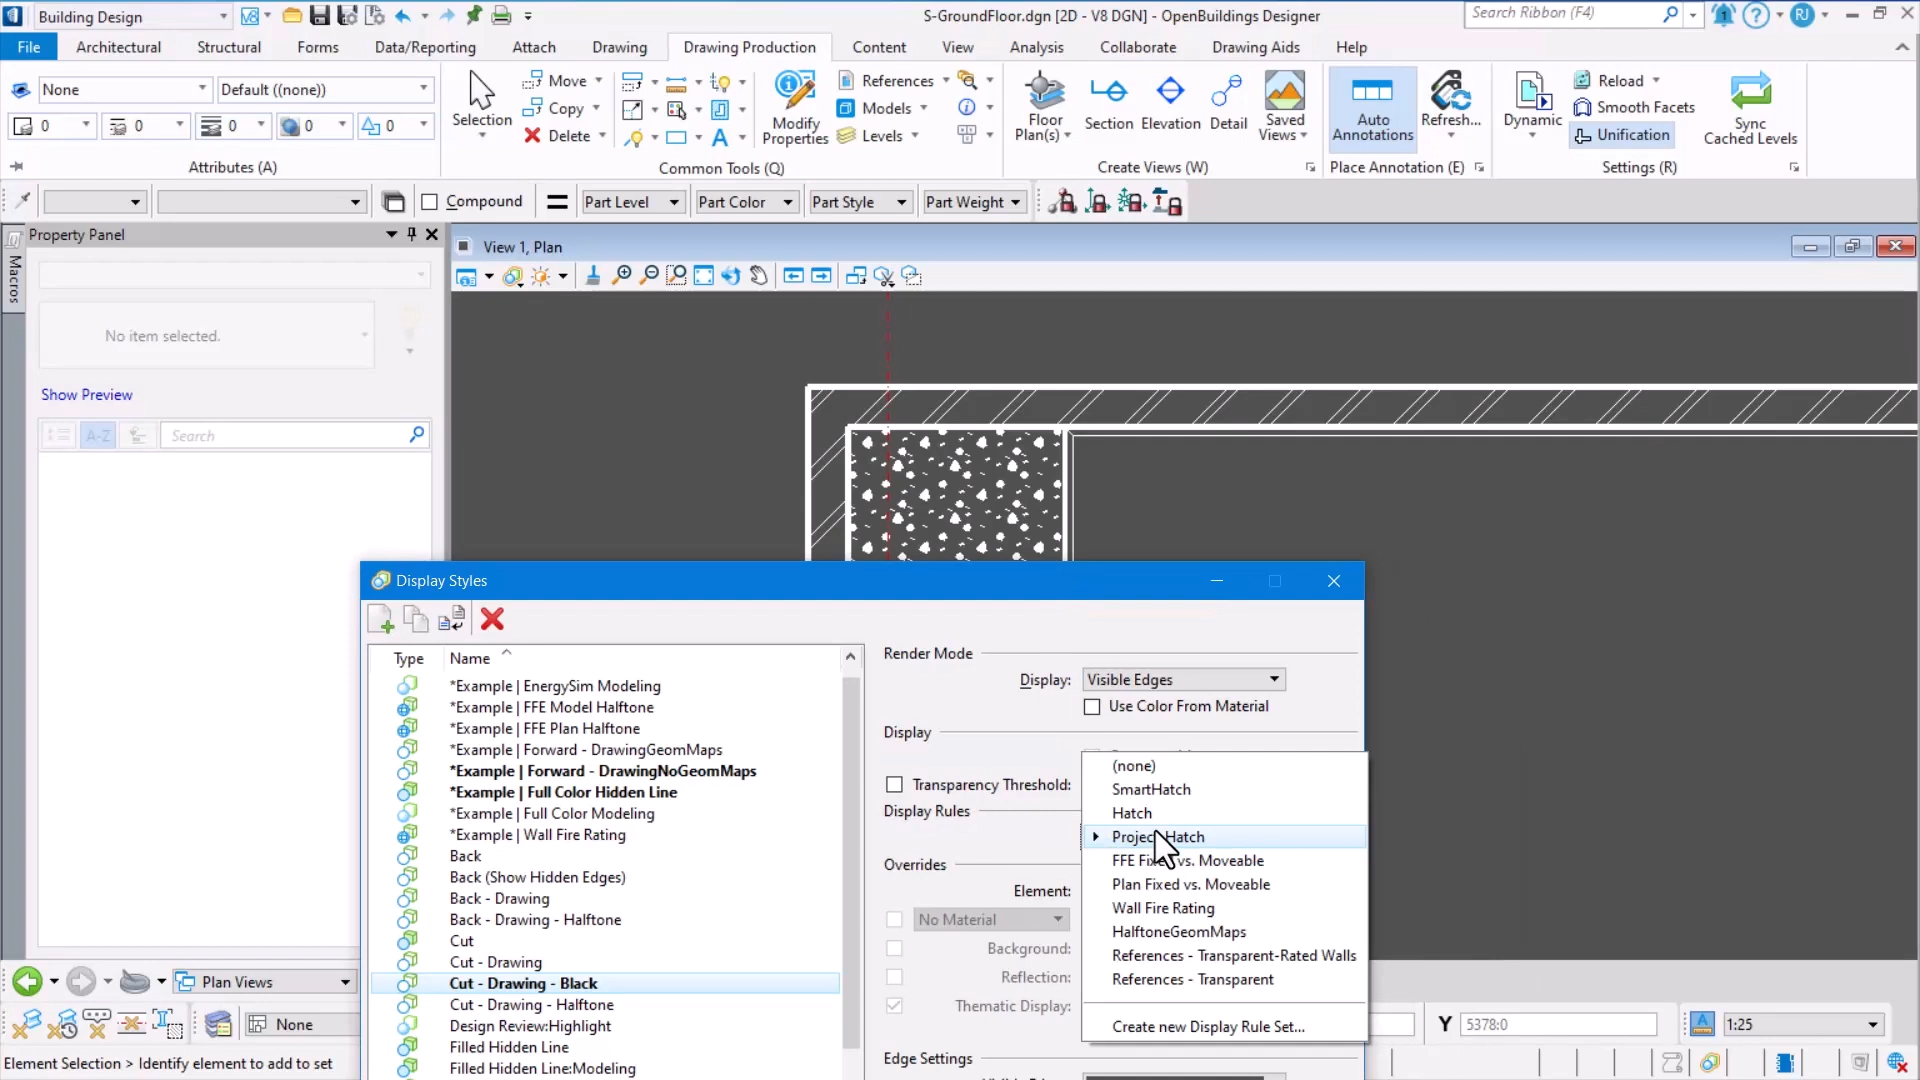 Building Design
S-GroundFloor.dgn [2D - V8 DGN] - OpenBuildings Designer
Search Ribbon (F4)
RJ
File
Architectural
Structural
Forms
Data/Reporting
Attach
Drawing
Drawing Production
Content
View
Analysis
Collaborate
Drawing Aids
Help
None
Default ((none))
0
0
0
0
0
Attributes (A)
Selection
Move
Copy
Delete
Modify
Properties
References
Models
Levels
Common Tools (Q)
Floor
Plan(s)
Section
Elevation
Detail
Saved
Views
Create Views (W)
Auto
Annotations
Refresh...
Place Annotation (E)
Dynamic
Reload
Smooth Facets
Unification
Settings (R)
Sync
Cached Levels
Compound
Part Level
Part Color
Part Style
Part Weight
Macros
Property Panel
No item selected.
Show Preview
A-Z
Search
View 1, Plan
Display Styles
Type
Name
*Example | EnergySim Modeling
*Example | FFE Model Halftone
*Example | FFE Plan Halftone
*Example | Forward - DrawingGeomMaps
*Example | Forward - DrawingNoGeomMaps
*Example | Full Color Hidden Line
*Example | Full Color Modeling
*Example | Wall Fire Rating
Back
Back (Show Hidden Edges)
Back - Drawing
Back - Drawing - Halftone
Cut
Cut - Drawing
Cut - Drawing - Black
Cut - Drawing - Halftone
Design Review:Highlight
Filled Hidden Line
Filled Hidden Line:Modeling
Render Mode
Display:
Visible Edges
Use Color From Material
Display
Transparency Threshold:
Display Rules
Overrides
Element:
No Material
Background:
Reflection:
Thematic Display:
Edge Settings
(none)
SmartHatch
Hatch
Project Hatch
FFE Fixed vs. Moveable
Plan Fixed vs. Moveable
Wall Fire Rating
HalftoneGeomMaps
References - Transparent-Rated Walls
References - Transparent
Create new Display Rule Set...
Plan Views
None
Y
5378:0
1:25
Element Selection > Identify element to add to set